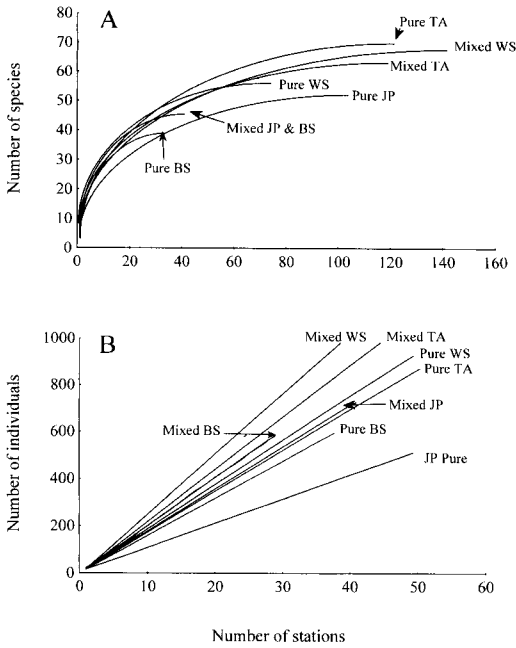 A
80
70
60
50
40
30
20
10
0
Number of species
Pure TA
Mixed WS
Mixed TA
Pure WS
Pure JP
Mixed JP & BS
Pure BS
0 20 40 60 80 100 120 140 160
B
1000
800
600
400
200
0
Number of individuals
Mixed WS
Mixed TA
Pure WS
Pure TA
Mixed JP
Mixed BS
Pure BS
JP Pure
0 10 20 30 40 50 60
Number of stations